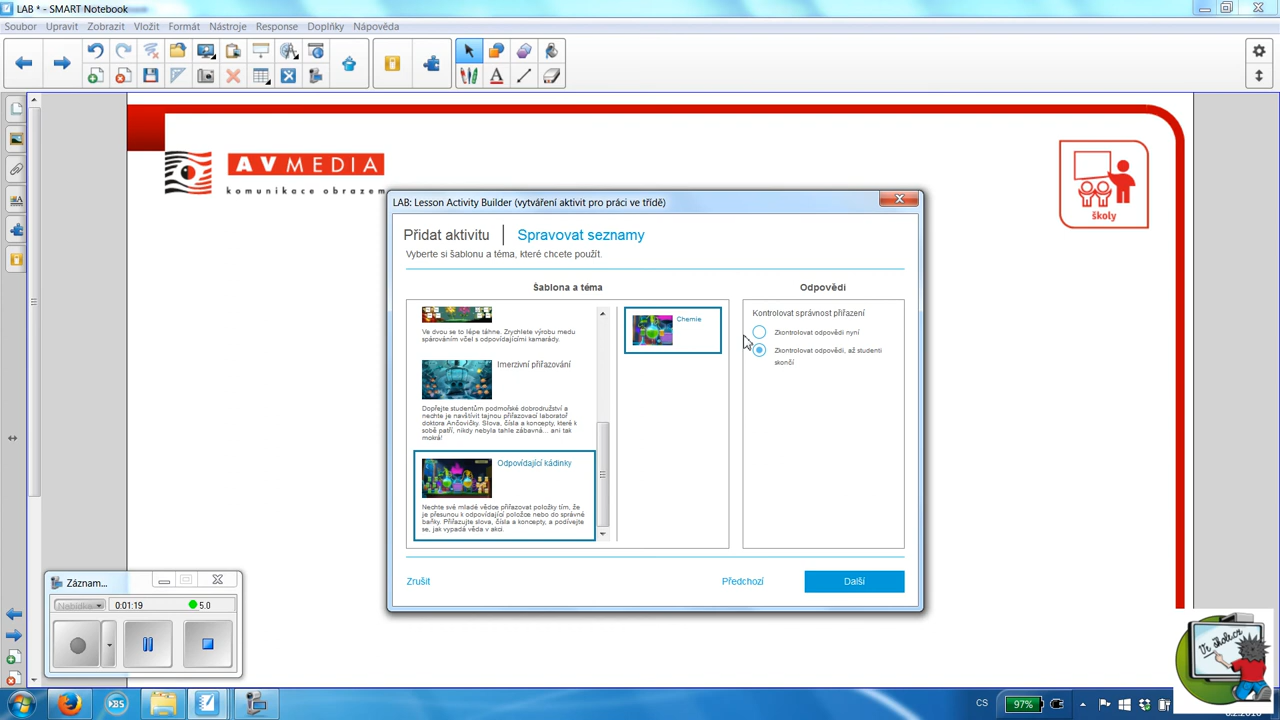 LAB * - SMART Notebook
Soubor Upravit Zobrazit Vložit Formát Nástroje Response Doplňky Nápověda
AV MEDIA
komunikace obrazem
školy
LAB: Lesson Activity Builder (vytváření aktivit pro práci ve třídě)
Přidat aktivitu Spravovat seznamy
Vyberte si šablonu a téma, které chcete použít.
Šablona a téma
Odpovědi
Ve dvou se to lépe táhne. Zrychlete výrobu medu
spárováním včel s odpovídajícími kamarády.
Imerzivní přiřazování
Dopřejte studentům podmořské dobrodružství a
nechte je navštívit tajnou přiřazovací laboratoř
doktora Ančovičky. Slova, čísla a koncepty, které k
sobě patří, nikdy nebyla tahle zábavná... ani tak
mokrá!
Odpovídající kádinky
Nechte své mladé vědce přiřazovat položky tím, že
je přesunou k odpovídající položce nebo do správné
baňky. Přiřazujte slova, čísla a koncepty, a podívejte
se, jak vypadá věda v akci.
Chemie
Kontrolovat správnost přiřazení
Zkontrolovat odpovědi nyní
Zkontrolovat odpovědi, až studenti
skončí
Zrušit
Předchozí
Další
Záznam...
Nabídka
0:01:19
5.0
Ve škole.cz
CS
97%